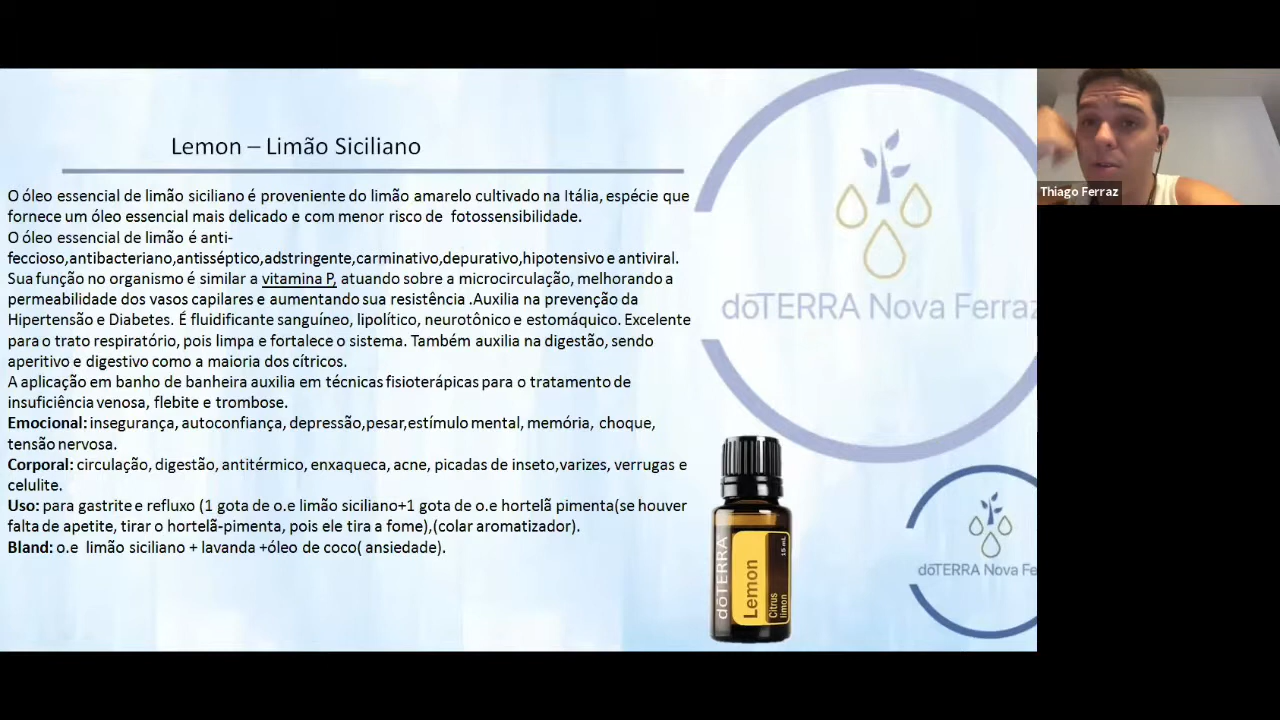 Lemon – Limão Siciliano
O óleo essencial de limão siciliano é proveniente do limão amarelo cultivado na Itália, espécie que
fornece um óleo essencial mais delicado e com menor risco de fotossensibilidade.
O óleo essencial de limão é anti-
feccioso,antibacteriano,antisséptico,adstringente,carminativo,depurativo,hipotensivo e antiviral.
Sua função no organismo é similar a vitamina P, atuando sobre a microcirculação, melhorando a
permeabilidade dos vasos capilares e aumentando sua resistência .Auxilia na prevenção da
Hipertensão e Diabetes. É fluidificante sanguíneo, lipolítico, neurotônico e estomáquico. Excelente
para o trato respiratório, pois limpa e fortalece o sistema. Também auxilia na digestão, sendo
aperitivo e digestivo como a maioria dos cítricos.
A aplicação em banho de banheira auxilia em técnicas fisioterápicas para o tratamento de
insuficiência venosa, flebite e trombose.
Emocional: insegurança, autoconfiança, depressão,pesar,estímulo mental, memória, choque,
tensão nervosa.
Corporal: circulação, digestão, antitérmico, enxaqueca, acne, picadas de inseto,varizes, verrugas e
celulite.
Uso: para gastrite e refluxo (1 gota de o.e limão siciliano+1 gota de o.e hortelã pimenta(se houver
falta de apetite, tirar o hortelã-pimenta, pois ele tira a fome),(colar aromatizador).
Bland: o.e limão siciliano + lavanda +óleo de coco( ansiedade).
dōTERRA Nova Ferraz
dōTERRA
Lemon
Citrus
limon
15 mL
dōTERRA Nova Fe
Thiago Ferraz